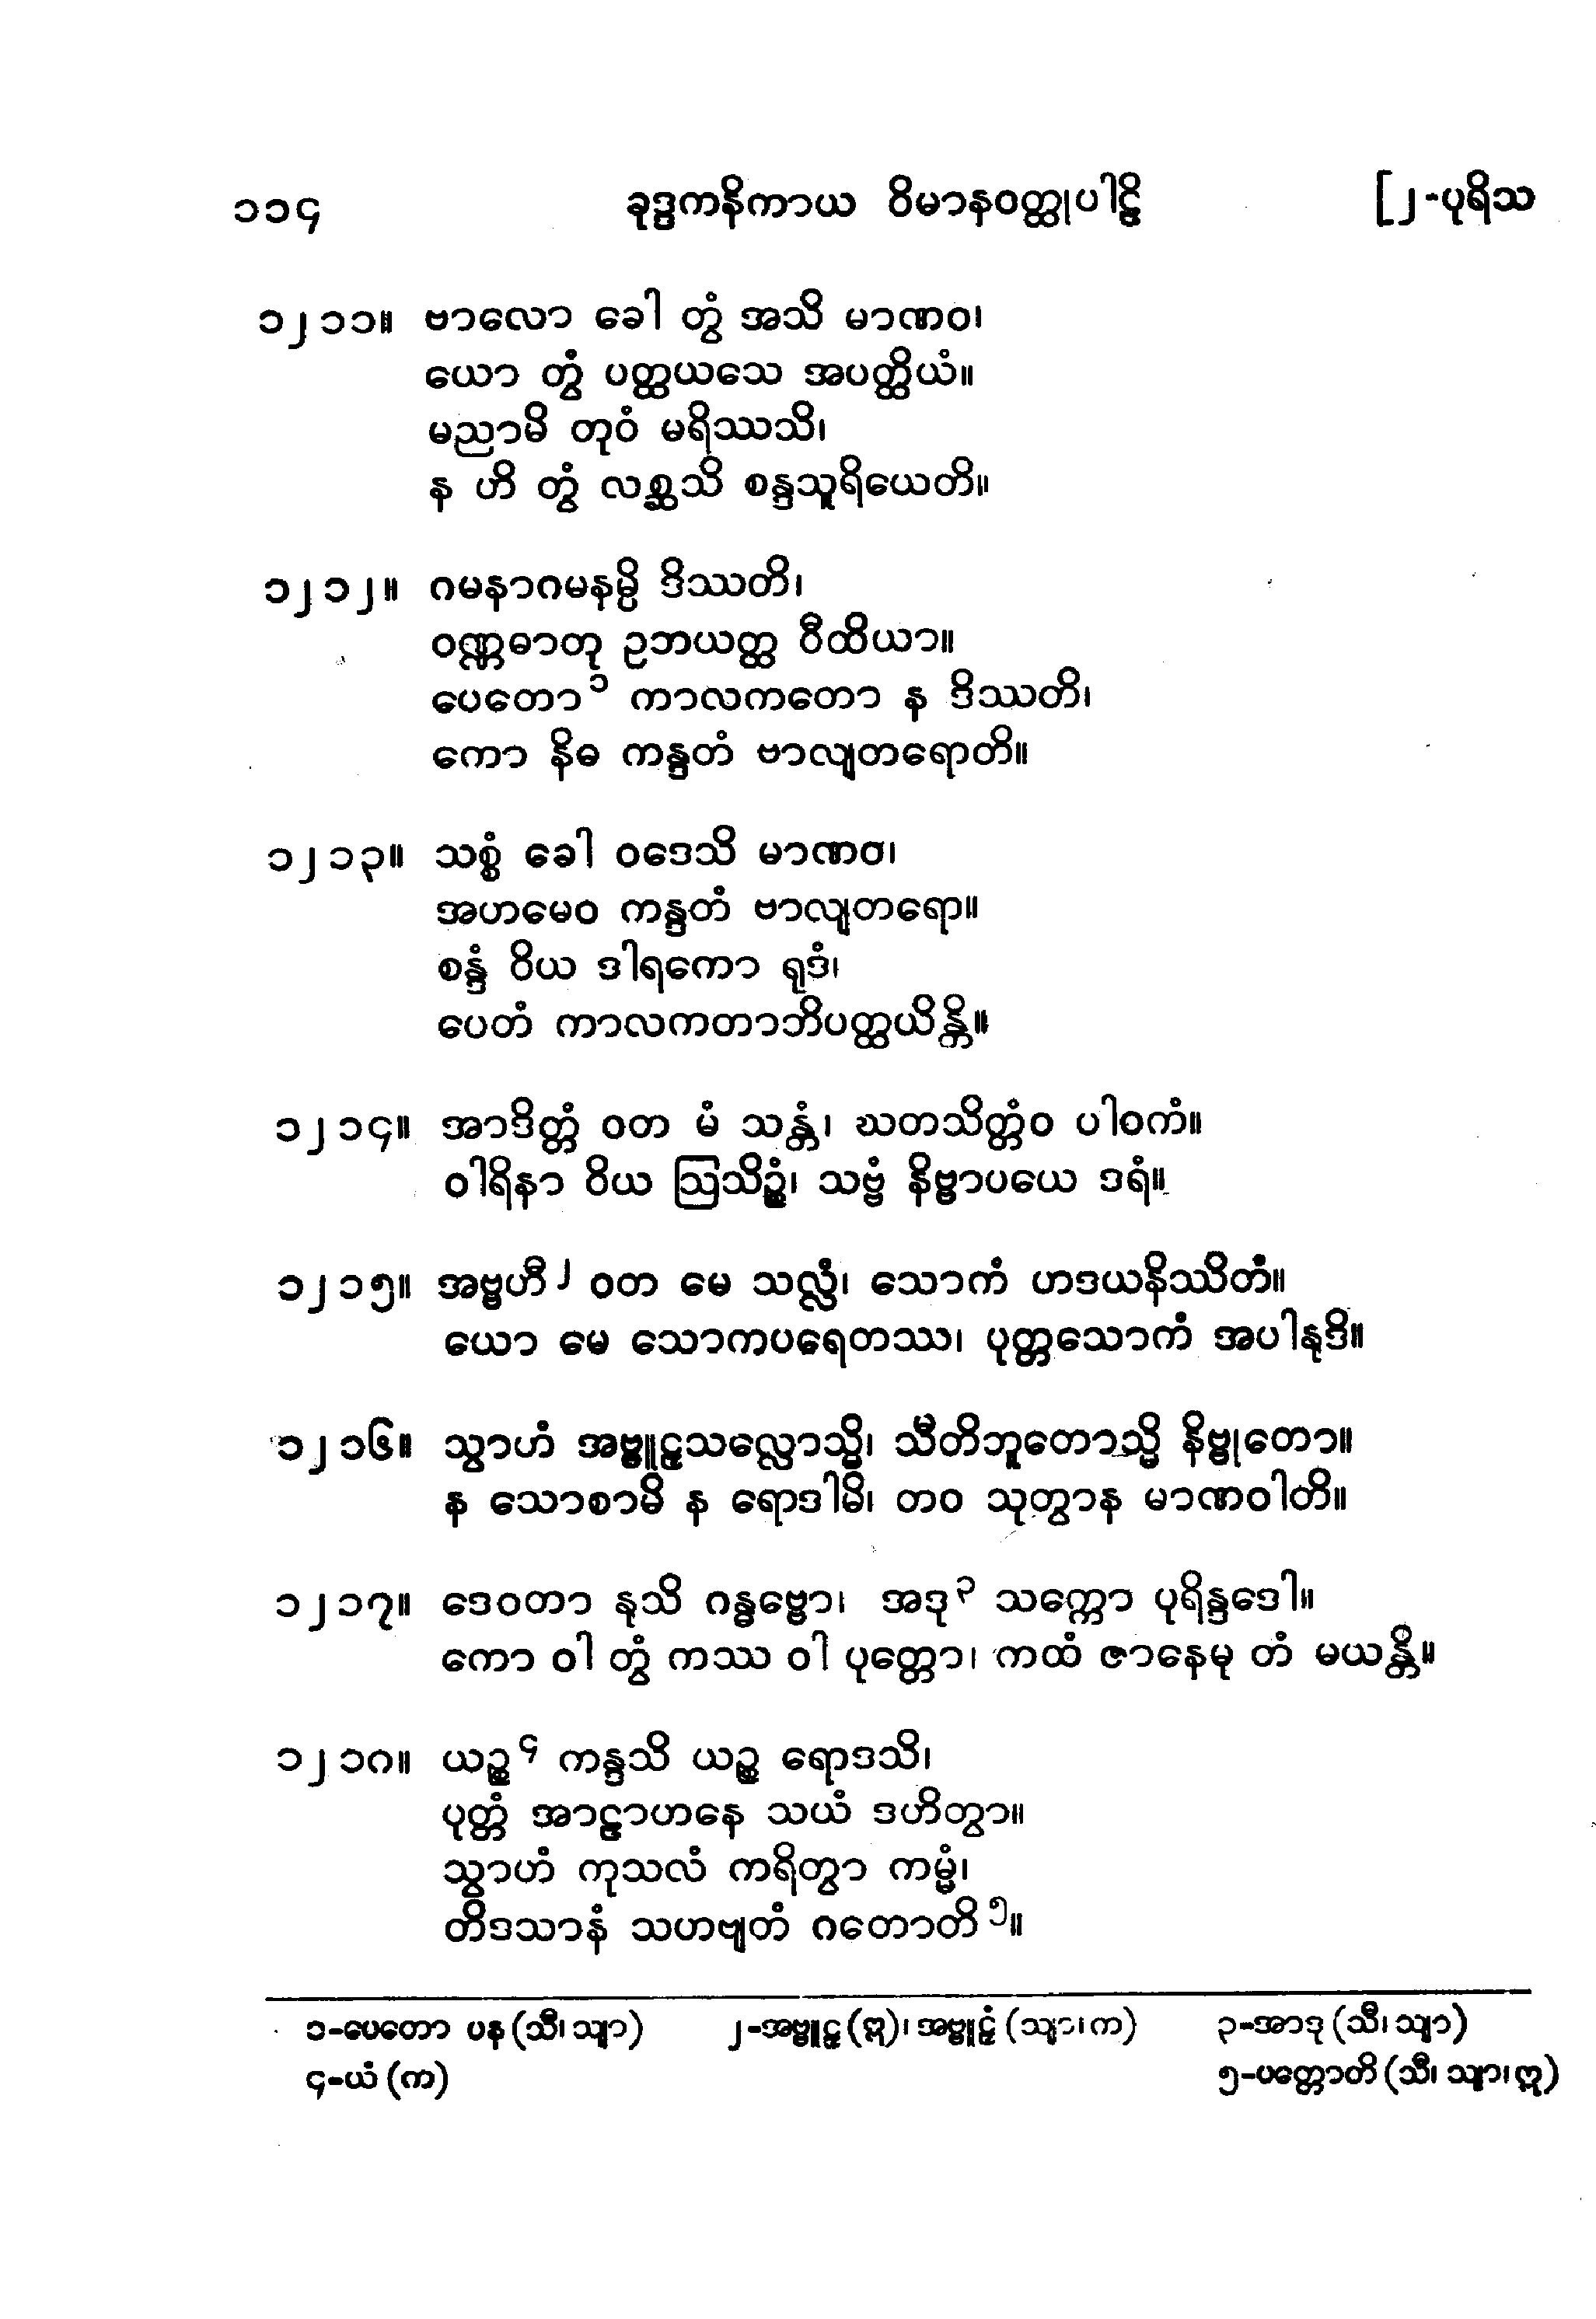 ၁၁၄ ခုဒ္ဒကနိကာယ ဝိမာနဝတ္ထုပါဠိ [၂-ပုရိသ
၁၂၁၁။ ဗာလော ခေါ တွံ အသိ မာဏဝ၊
ယော တွံ ပတ္ထယသေ အပတ္ထိယံ။
မညာမိ တုဝံ မရိဿသိ၊
န ဟိ တွံ လစ္ဆသိ စန္ဒသူရိယေတိ။
၁၂၁၂။ ဂမနာဂမနမ္ပိ ဒိဿတိ၊
ဝဏ္ဏဓာတု ဥဘယတ္ထ ဝီထိယာ။
ပေတော၁ ကာလကတော န ဒိဿတိ၊
ကော နိဓ ကန္ဒတံ ဗာလျတရောတိ။
၁၂၁၃။ သစ္စံ ခေါ ဝဒေသိ မာဏဝ၊
အဟမေဝ ကန္ဒတံ ဗာလျတရော။
စန္ဒံ ဝိယ ဒါရကော ရုဒံ၊
ပေတံ ကာလကတာဘိပတ္ထယိန္တိ။
၁၂၁၄။ အာဒိတ္တံ ဝတ မံ သန္တံ၊ ဃတသိတ္တံဝ ပါဝကံ။
ဝါရိနာ ဝိယ ဩသိဉ္စံ၊ သဗ္ဗံ နိဗ္ဗာပယေ ဒရံ။
၁၂၁၅။ အဗ္ဗဟီ၂ ဝတ မေ သလ္လံ၊ သောကံ ဟဒယနိဿိတံ။
ယော မေ သောကပရေတဿ၊ ပုတ္တသောကံ အပါနုဒိ။
၁၂၁၆။ သွာဟံ အဗ္ဗူဠှသလ္လောသ္မိ၊ သီတိဘူတောသ္မိ နိဗ္ဗုတော။
န သောစာမိ န ရောဒါမိ၊ တဝ သုတွာန မာဏဝါတိ။
၁၂၁၇။ ဒေဝတာ နုသိ ဂန္ဓဗ္ဗော၊ အဒု၃ သက္ကော ပုရိန္ဒဒေါ။
ကော ဝါ တွံ ကဿ ဝါ ပုတ္တော၊ ကထံ ဇာနေမု တံ မယန္တိ။
၁၂၁၈။ ယဉ္စ၄ ကန္ဒသိ ယဉ္စ ရောဒသိ၊
ပုတ္တံ အာဠာဟနေ သယံ ဒဟိတွာ။
သွာဟံ ကုသလံ ကရိတွာ ကမ္မံ၊
တိဒသာနံ သဟဗျတံ ဂတောတိ၅။
၁-ပေတော ပန (သီ၊ သျာ) ၂-အဗ္ဗူဠှ (ဣ)၊ အဗ္ဗူဠှံ (သျာ၊ က) ၃-အာဒု (သီ၊ သျာ)
၄-ယံ (က) ၅-ပတ္တောတိ (သီ၊ သျာ၊ ဣ)